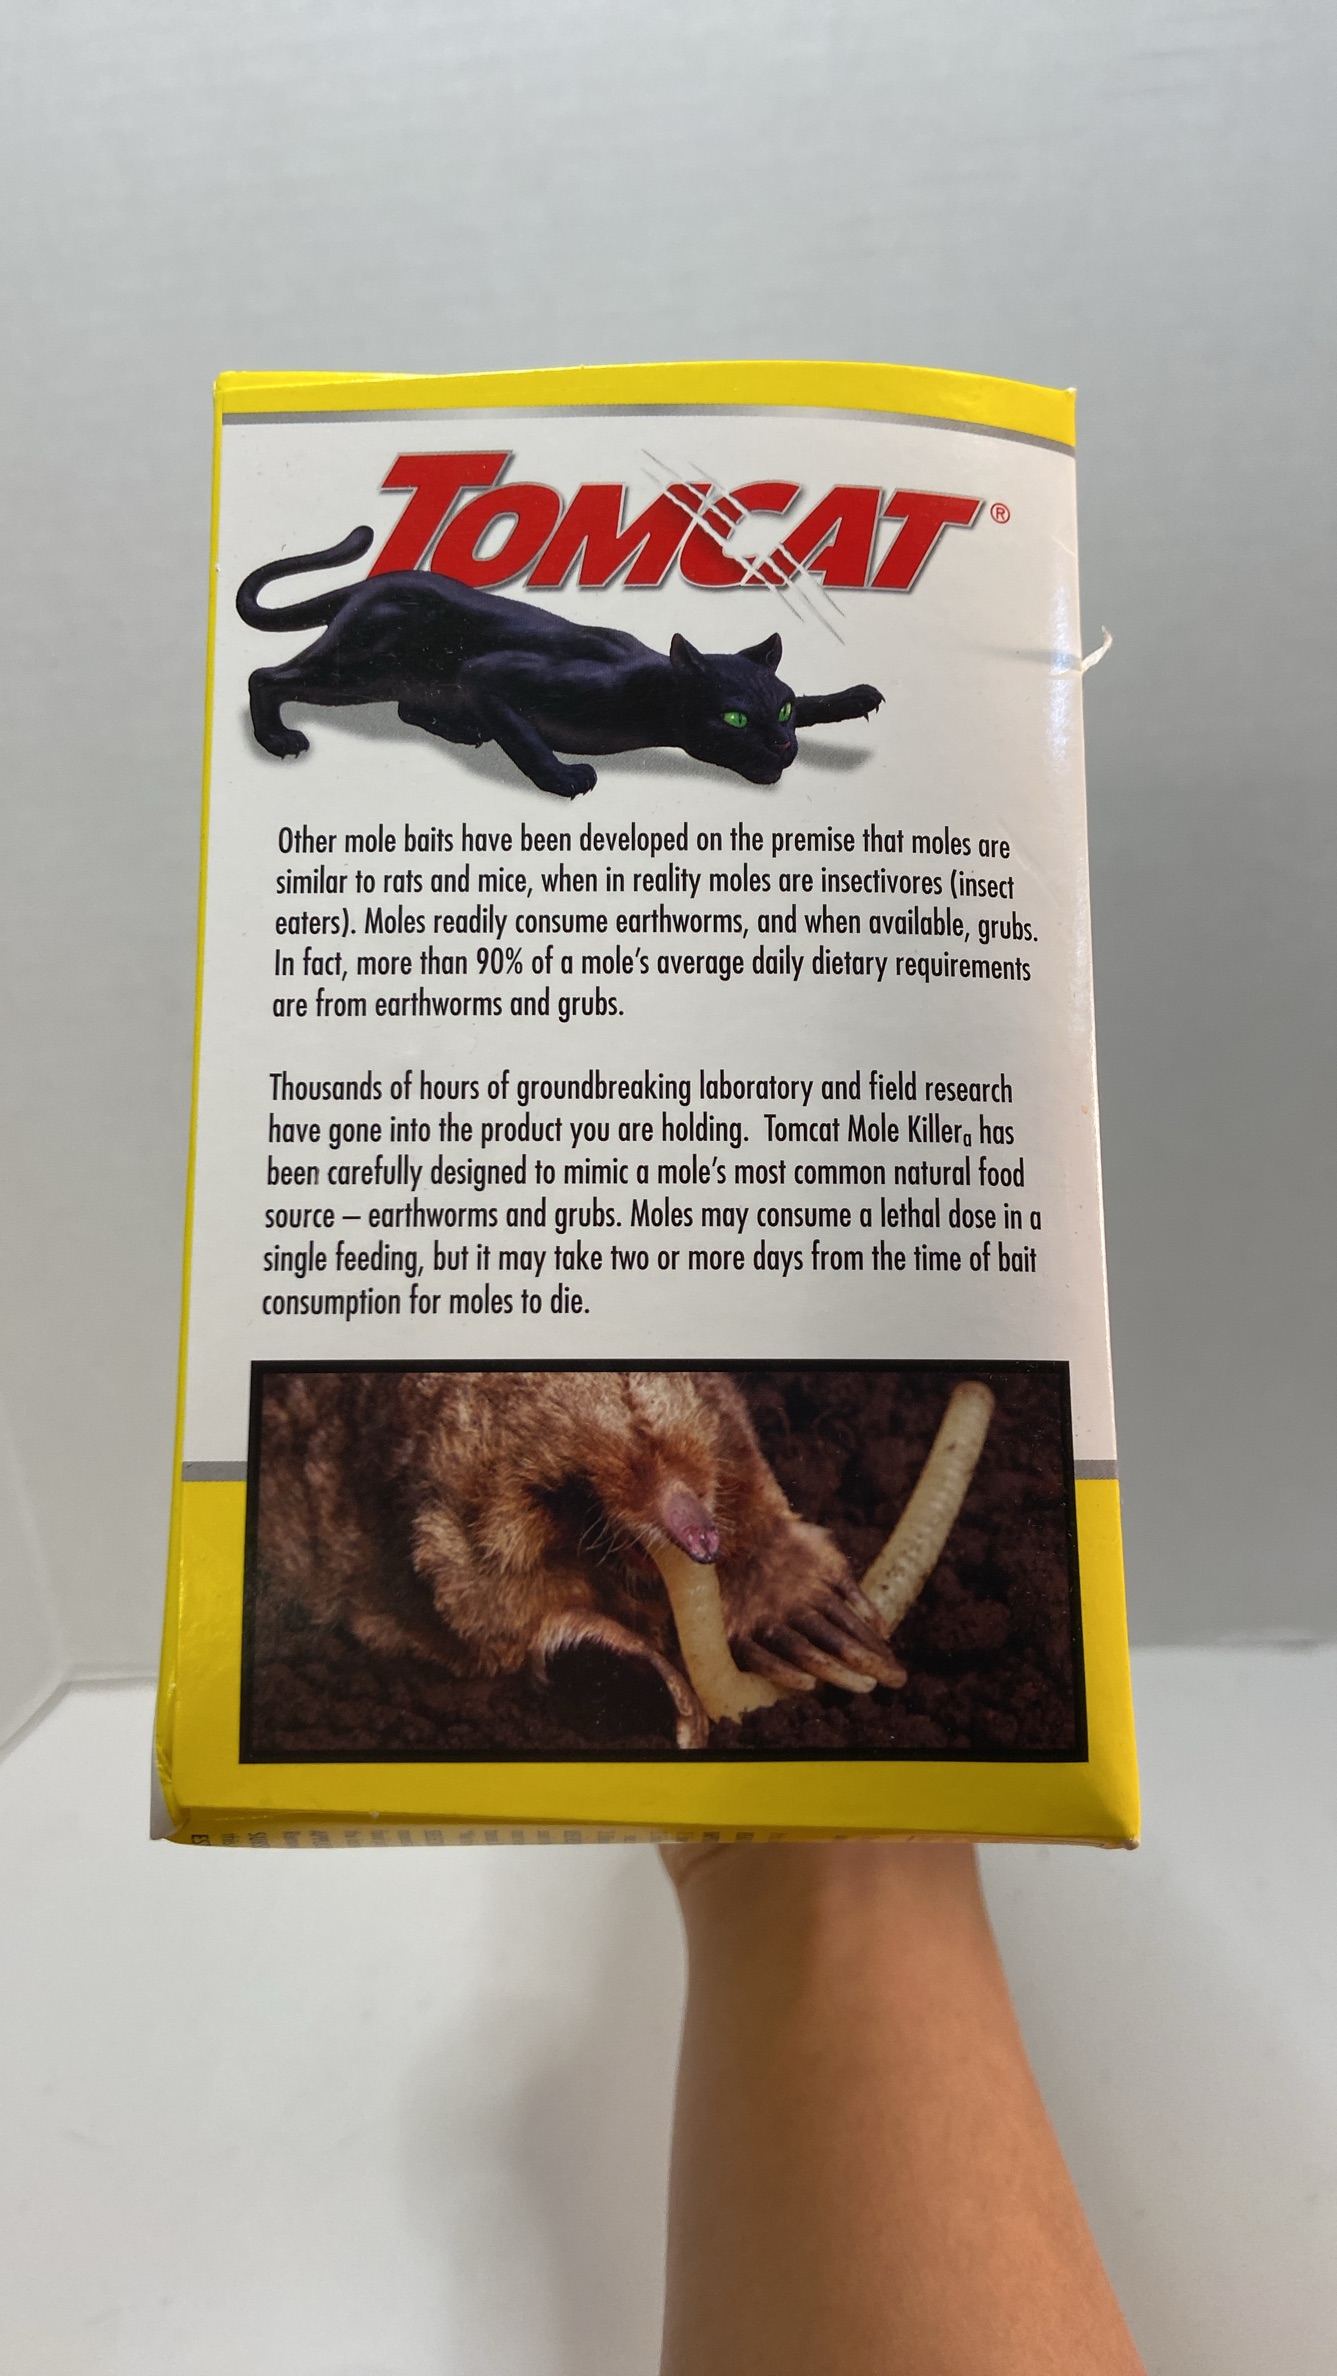 TOMCAT®
Other mole baits have been developed on the premise that moles are
similar to rats and mice, when in reality moles are insectivores (insect
eaters). Moles readily consume earthworms, and when available, grubs.
In fact, more than 90% of a mole's average daily dietary requirements
are from earthworms and grubs.
Thousands of hours of groundbreaking laboratory and field research
have gone into the product you are holding. Tomcat Mole Killerₐ has
been carefully designed to mimic a mole's most common natural food
source – earthworms and grubs. Moles may consume a lethal dose in a
single feeding, but it may take two or more days from the time of bait
consumption for moles to die.